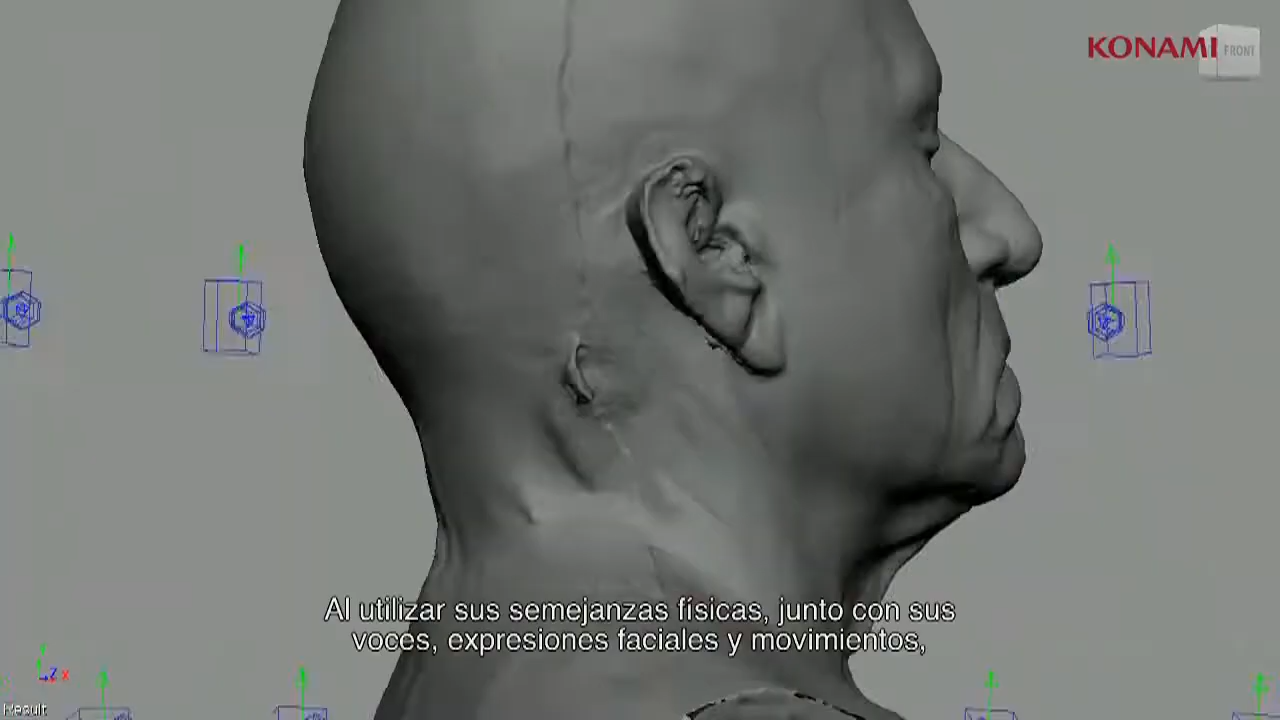 KONAMI
FRONT
Al utilizar sus semejanzas físicas, junto con sus
voces, expresiones faciales y movimientos,
Z x
Result